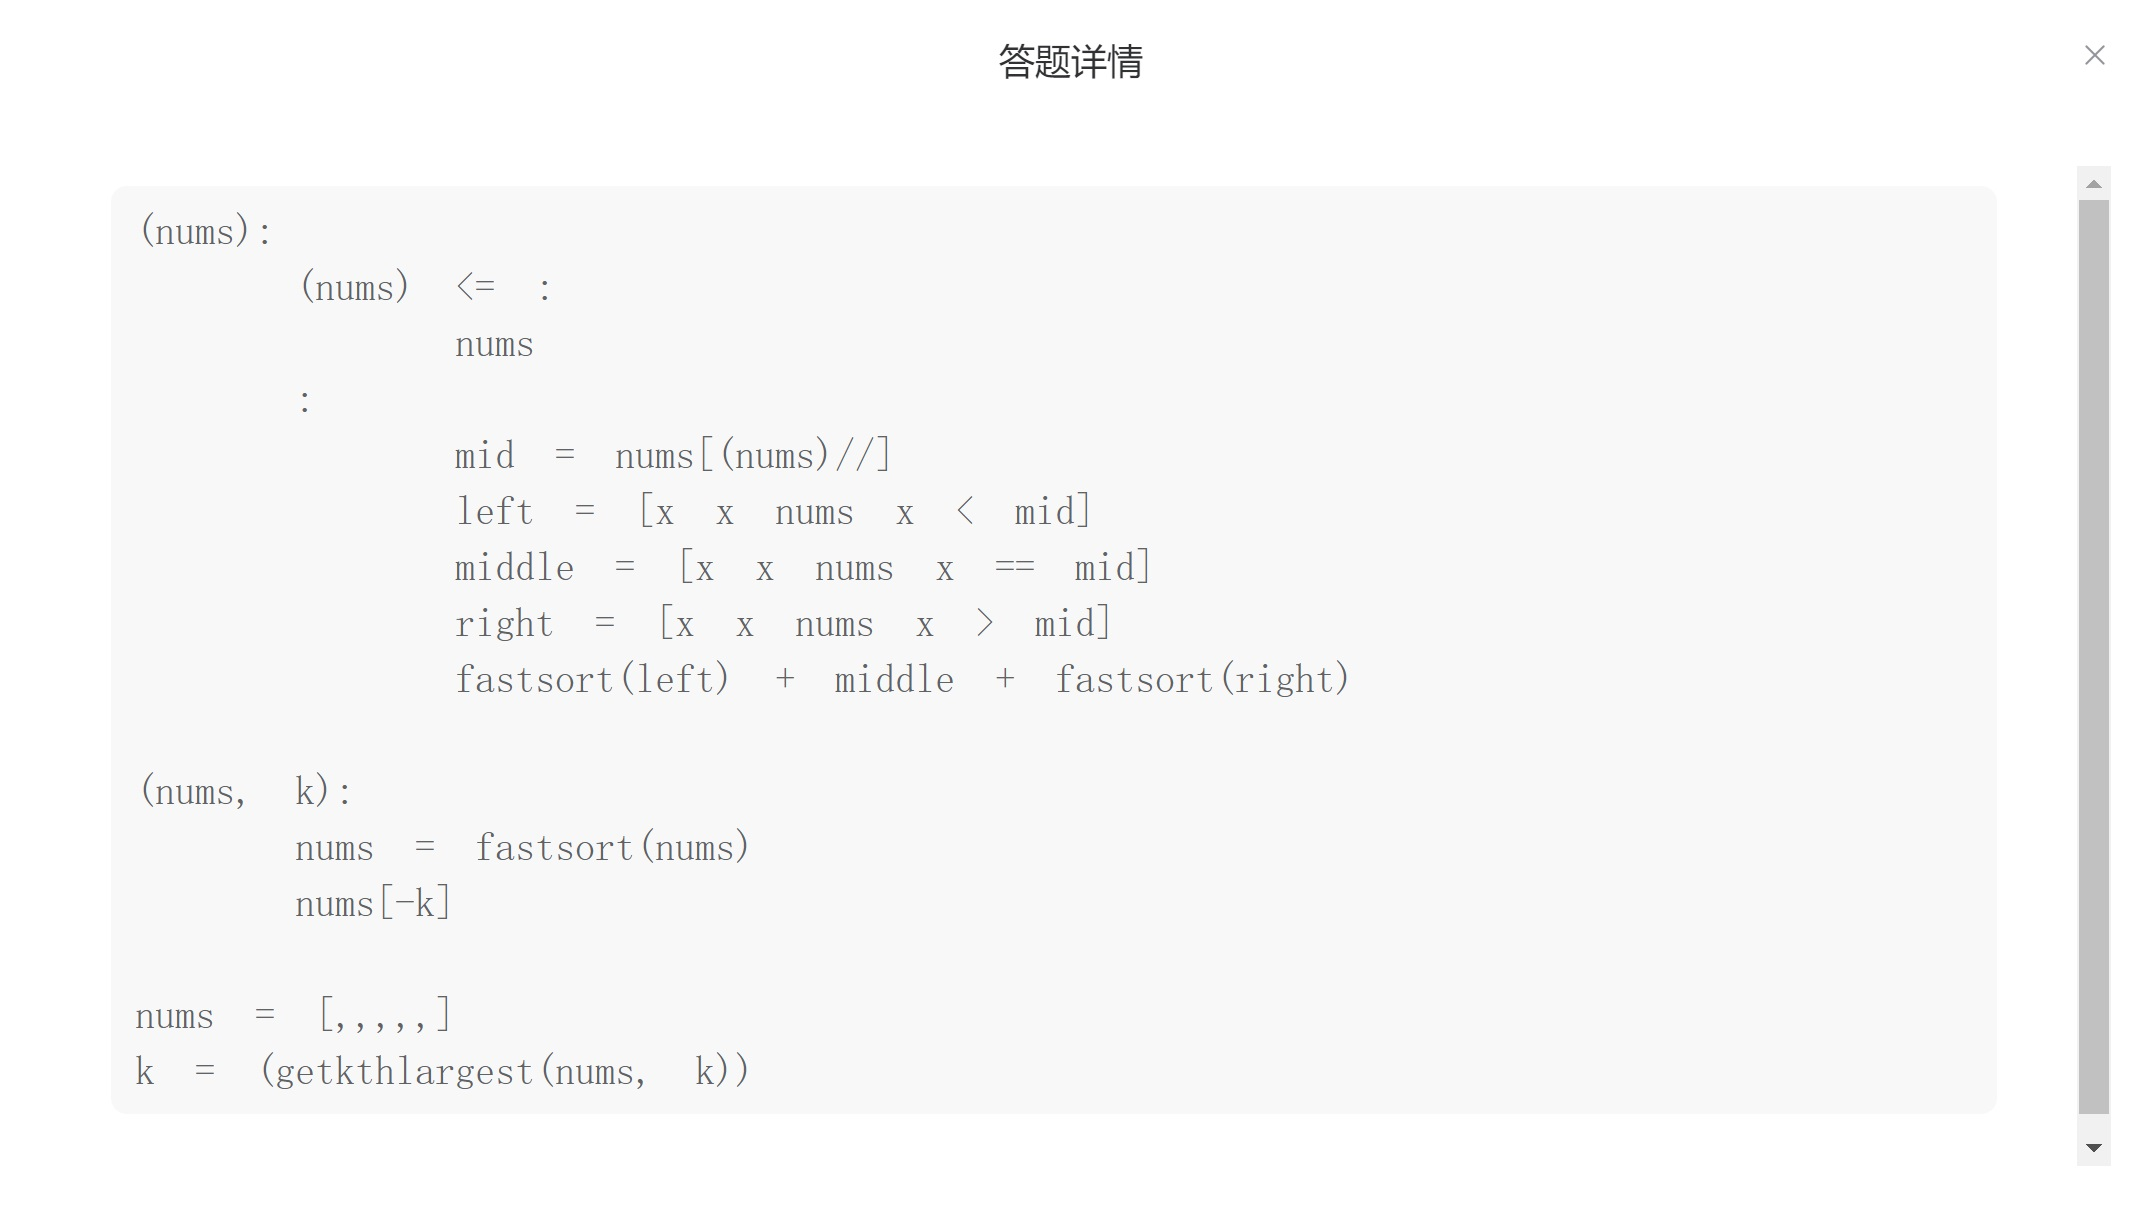 答题详情
(nums):
(nums) <= :
nums
:
mid = nums[(nums)//]
left = [x x nums x < mid]
middle = [x x nums x == mid]
right = [x x nums x > mid]
fastsort(left) + middle + fastsort(right)
(nums, k):
nums = fastsort(nums)
nums[-k]
nums = [,,,,,]
k = (getkthlargest(nums, k))